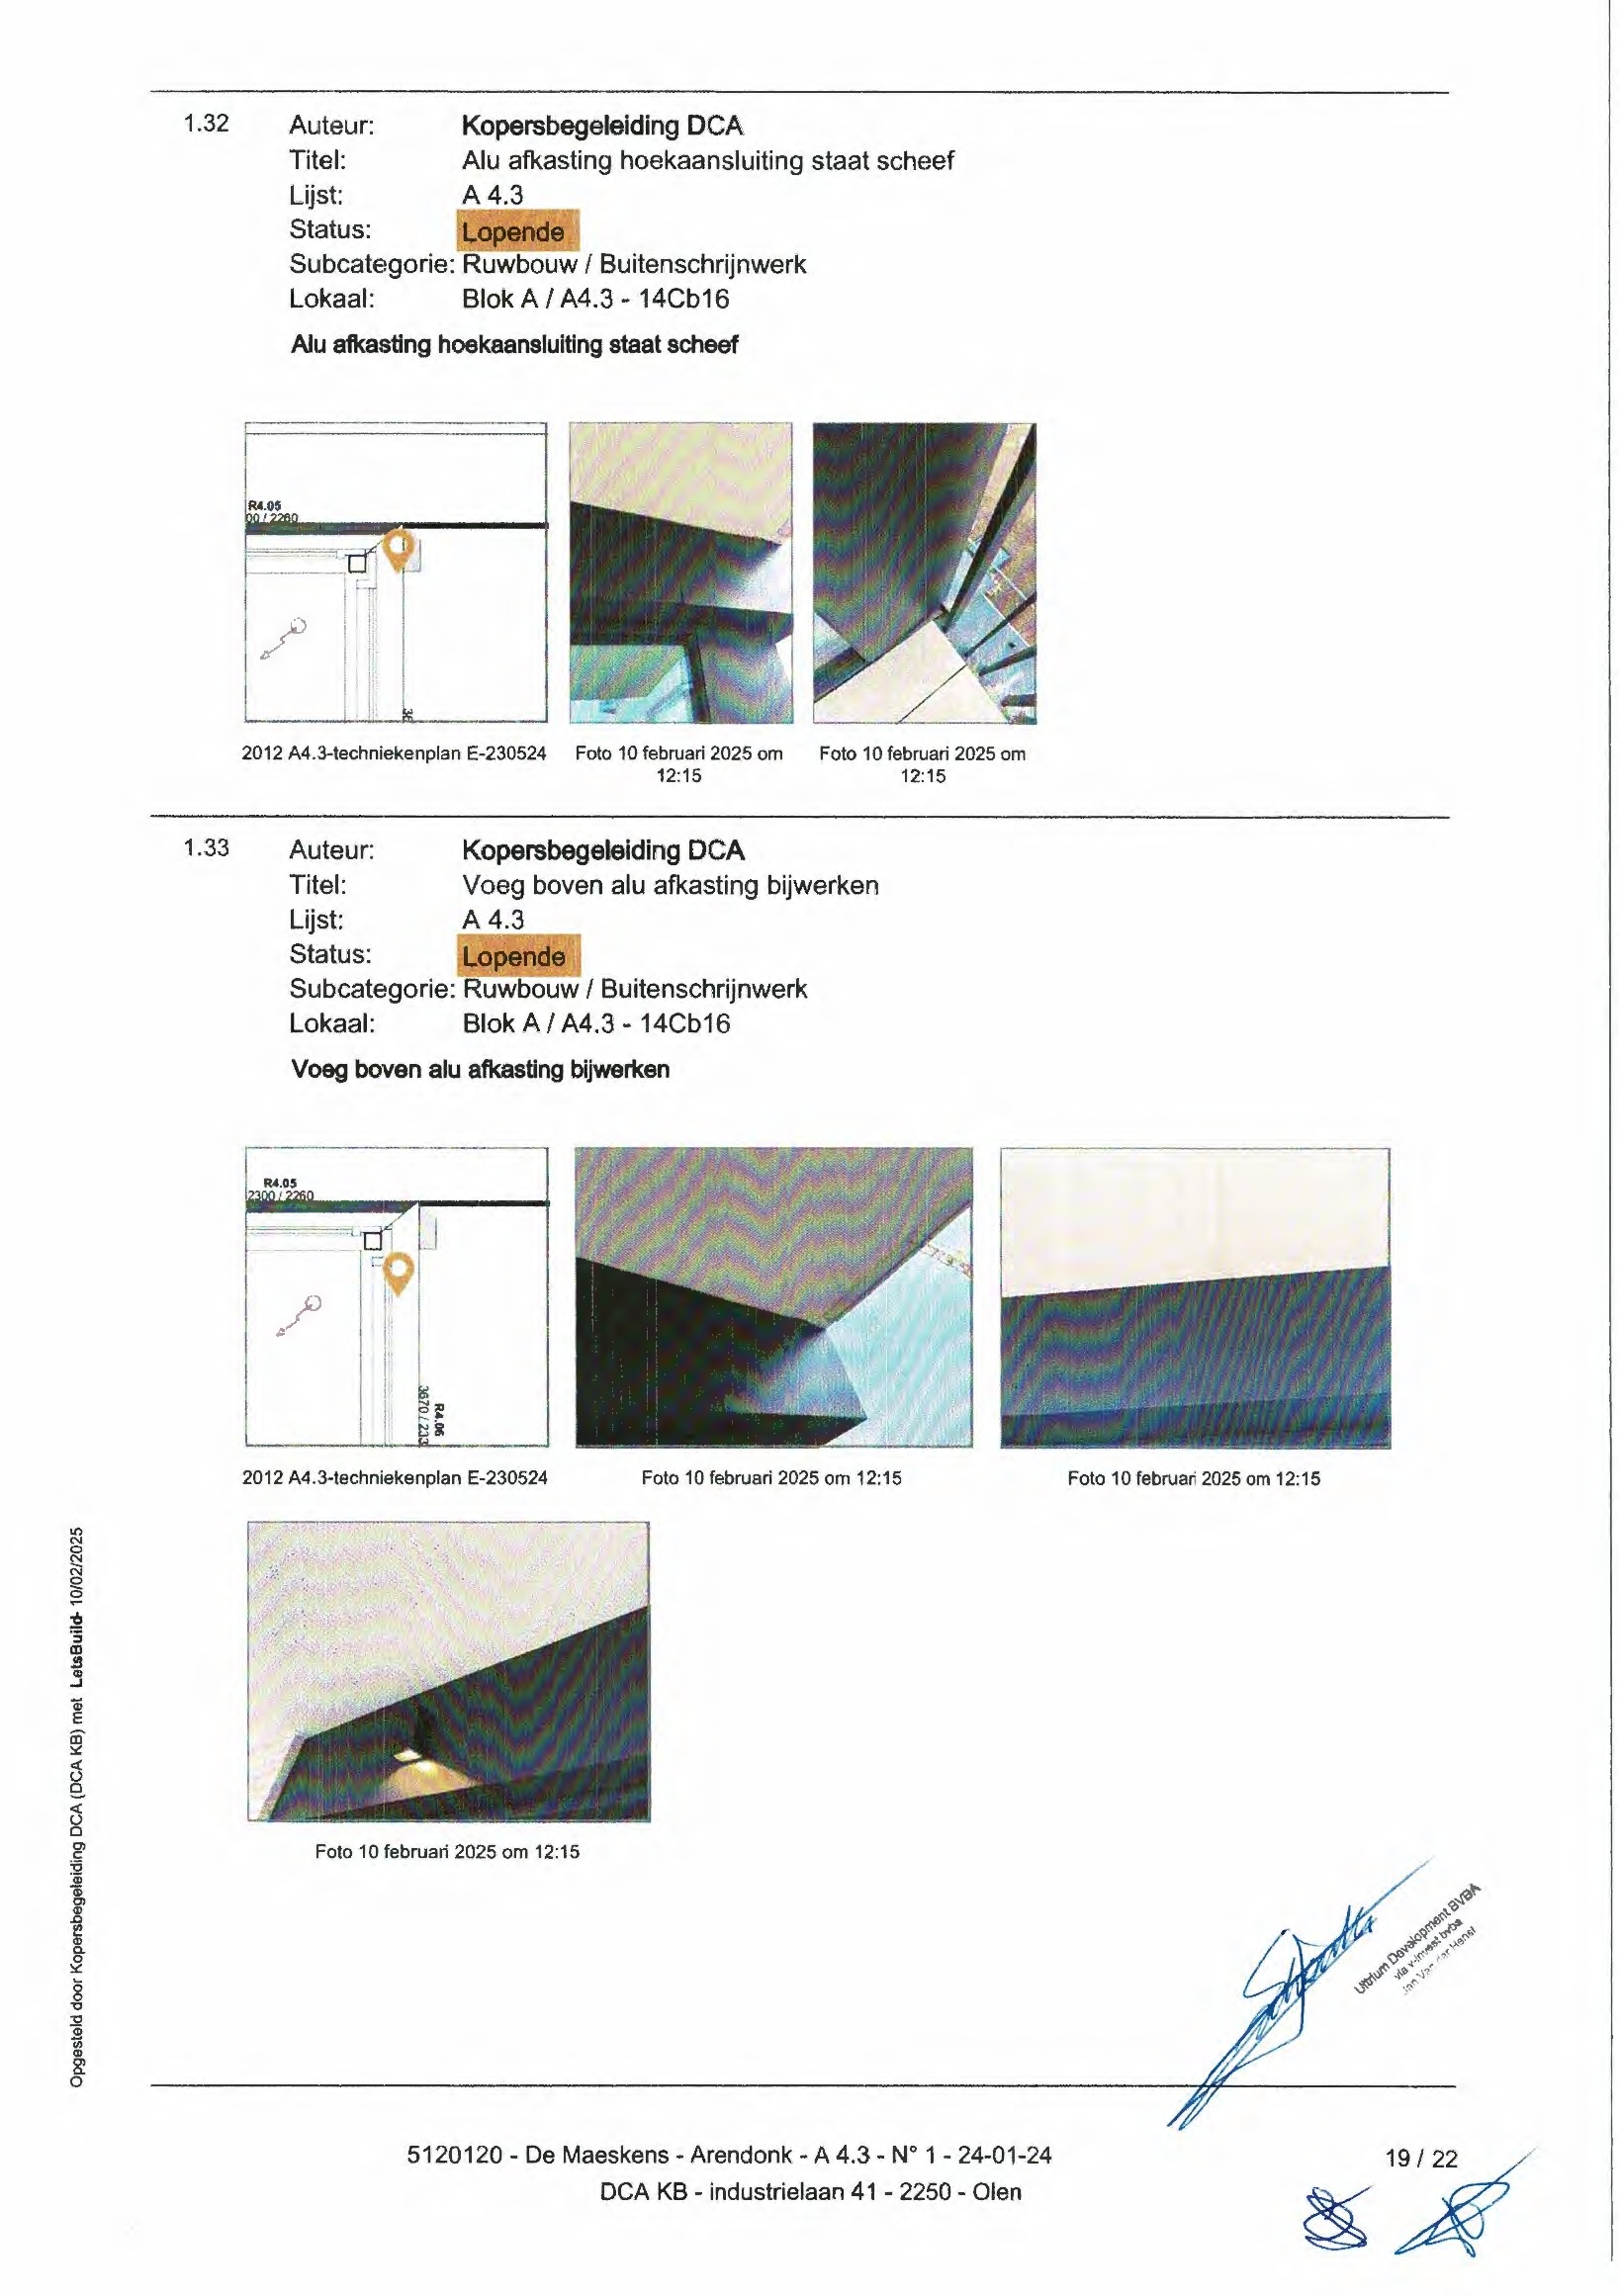 1.32
Auteur: Kopersbegeleiding DCA
Titel: Alu afkasting hoekaansluiting staat scheef
Lijst: A 4.3
Status: Lopende
Subcategorie: Ruwbouw / Buitenschrijnwerk
Lokaal: Blok A / A4.3 - 14Cb16
Alu afkasting hoekaansluiting staat scheef
R4.05
00 / 2260
36
2012 A4.3-techniekenplan E-230524
Foto 10 februari 2025 om
12:15
Foto 10 februari 2025 om
12:15
1.33
Auteur: Kopersbegeleiding DCA
Titel: Voeg boven alu afkasting bijwerken
Lijst: A 4.3
Status: Lopende
Subcategorie: Ruwbouw / Buitenschrijnwerk
Lokaal: Blok A / A4.3 - 14Cb16
Voeg boven alu afkasting bijwerken
R4.05
2300 / 2260
R4.06
3670 / 233
2012 A4.3-techniekenplan E-230524
Foto 10 februari 2025 om 12:15
Foto 10 februari 2025 om 12:15
Foto 10 februari 2025 om 12:15
Opgesteld door Kopersbegeleiding DCA (DCA KB) met LetsBuild- 10/02/2025
Development BVBA
via
Jan Van der
5120120 - De Maeskens - Arendonk - A 4.3 - N° 1 - 24-01-24
19 / 22
DCA KB - industrielaan 41 - 2250 - Olen